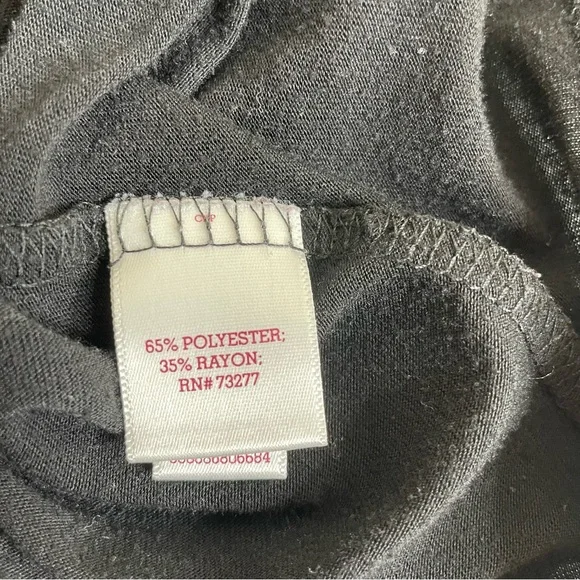 65% POLYESTER;
35% RAYON;
RN# 73277